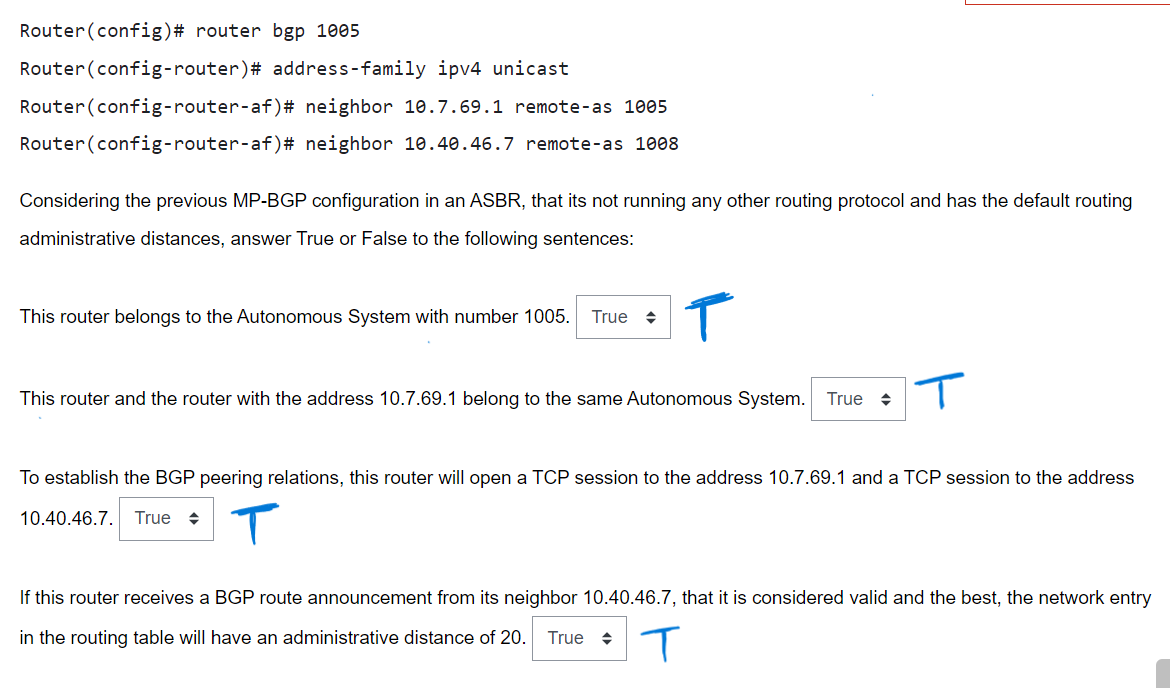 Router(config)# router bgp 1005
Router(config-router)# address-family ipv4 unicast
Router(config-router-af)# neighbor 10.7.69.1 remote-as 1005
Router(config-router-af)# neighbor 10.40.46.7 remote-as 1008
Considering the previous MP-BGP configuration in an ASBR, that its not running any other routing protocol and has the default routing
administrative distances, answer True or False to the following sentences:
This router belongs to the Autonomous System with number 1005. True T
This router and the router with the address 10.7.69.1 belong to the same Autonomous System. True T
To establish the BGP peering relations, this router will open a TCP session to the address 10.7.69.1 and a TCP session to the address
10.40.46.7. True T
If this router receives a BGP route announcement from its neighbor 10.40.46.7, that it is considered valid and the best, the network entry
in the routing table will have an administrative distance of 20. True T